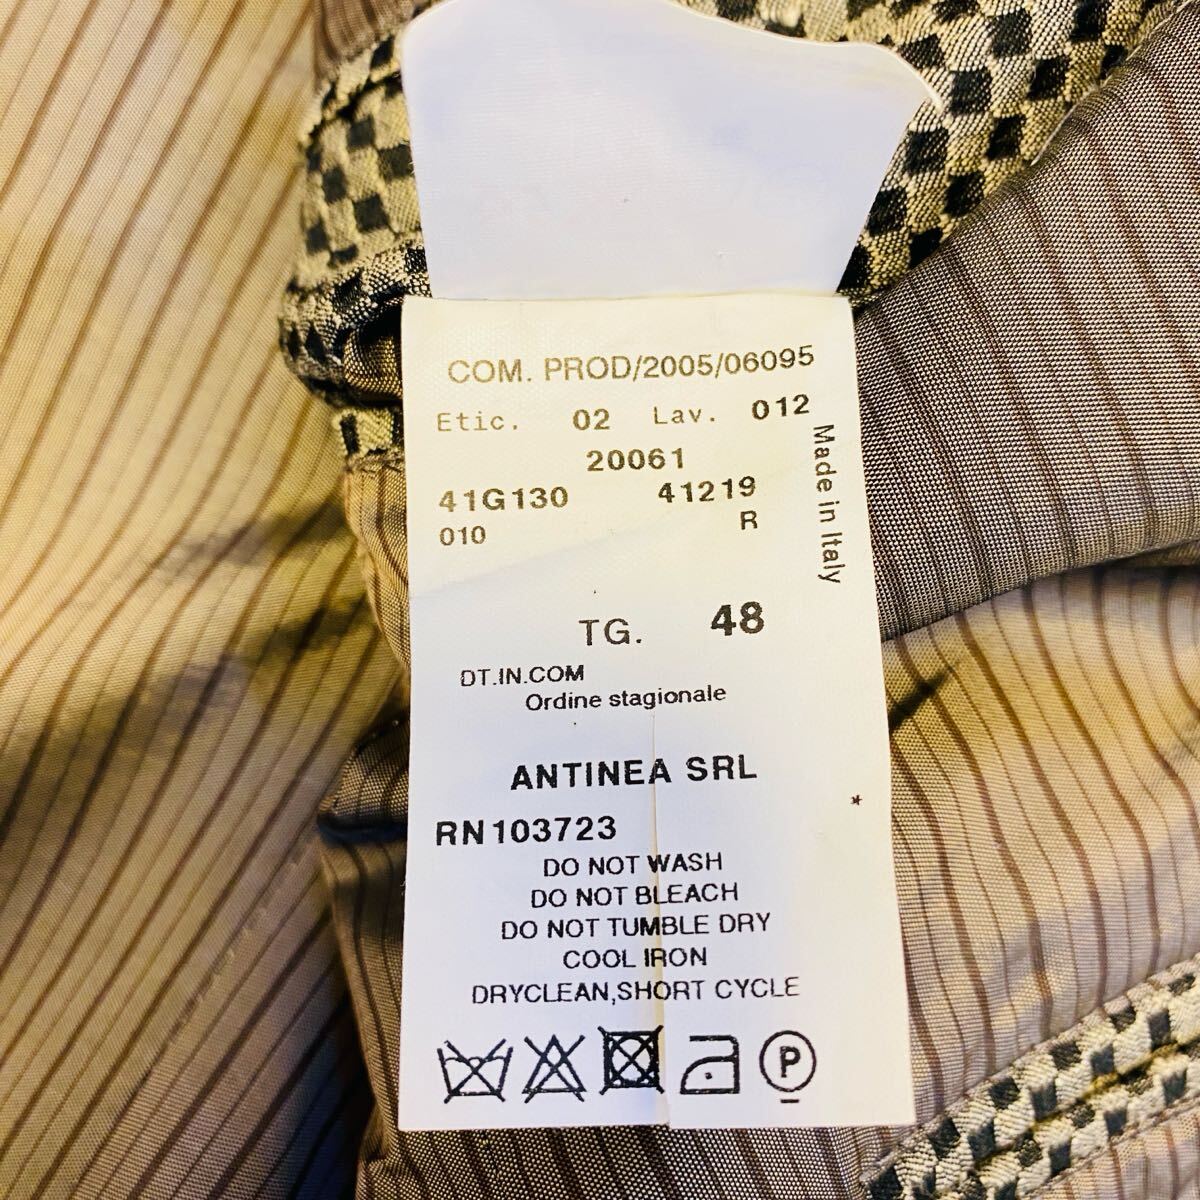 COM. PROD/2005/06095
Etic. 02 Lav. 012
20061
41G130 41219
010 R
Made in Italy
TG. 48
DT.IN.COM
Ordine stagionale
ANTINEA SRL
*
RN103723
DO NOT WASH
DO NOT BLEACH
DO NOT TUMBLE DRY
COOL IRON
DRYCLEAN,SHORT CYCLE
P